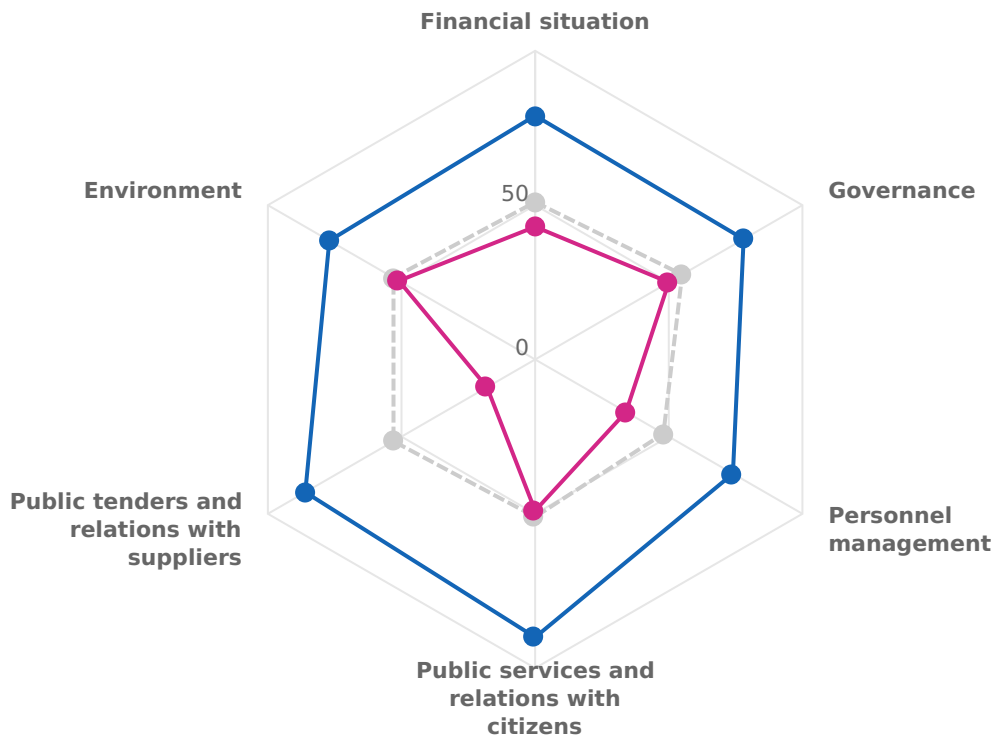 Financial situation
Environment
Governance
50
0
Public tenders and
relations with
suppliers
Personnel
management
Public services and
relations with
citizens